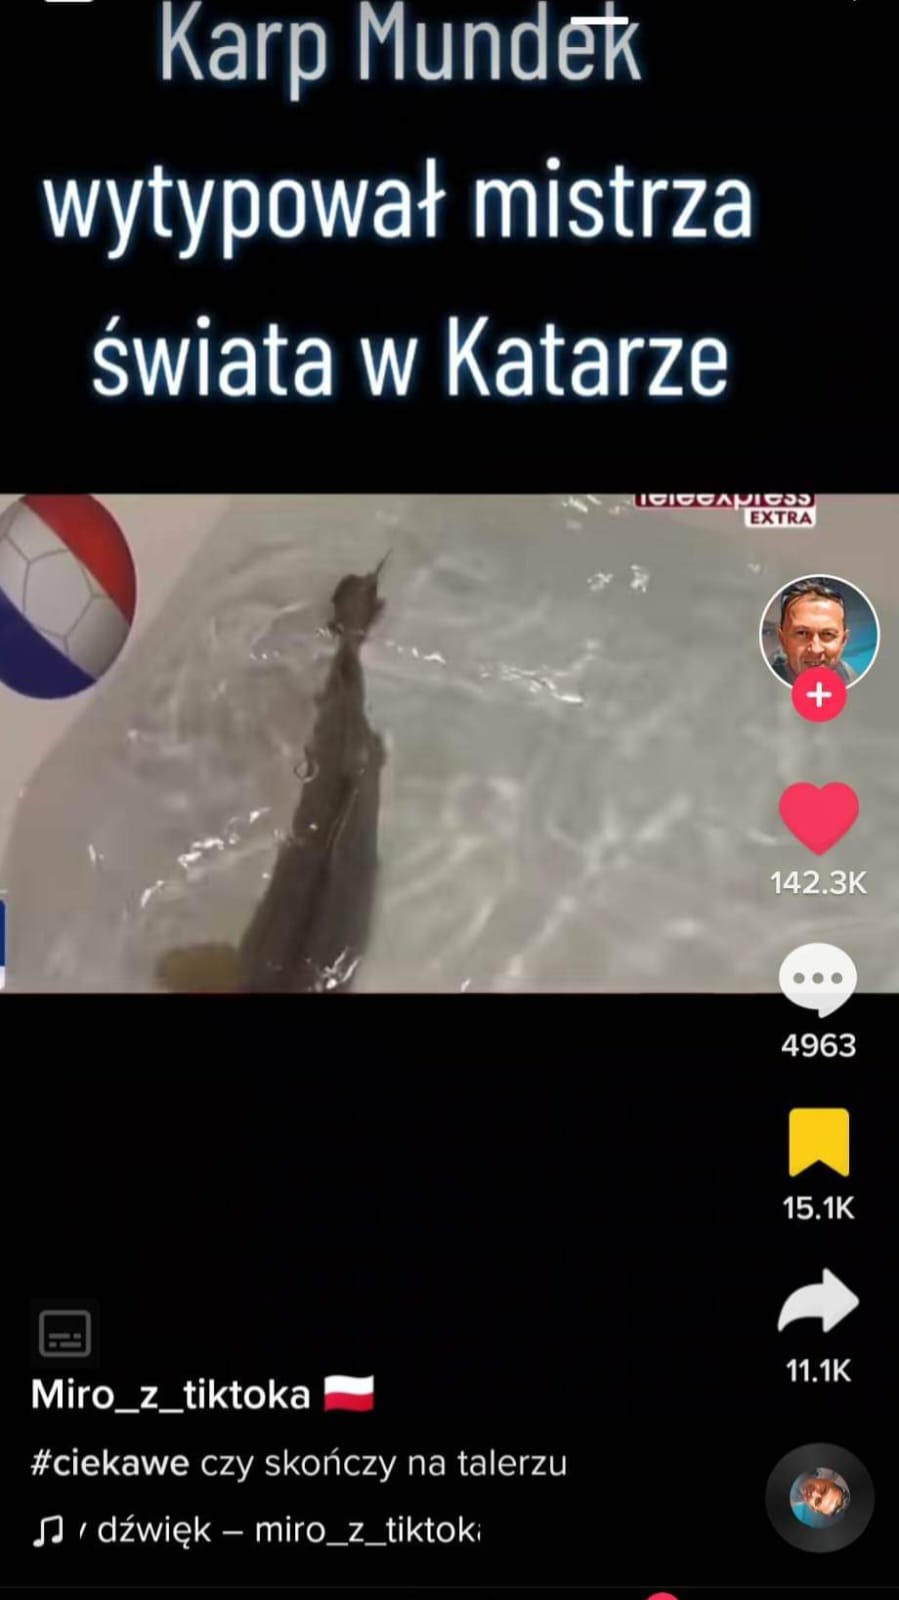 Karp Mundek
wytypował mistrza
świata w Katarze
Teleexpress
EXTRA
142.3K
4963
15.1K
11.1K
Miro_z_tiktoka
#ciekawe czy skończy na talerzu
dźwięk – miro_z_tiktok